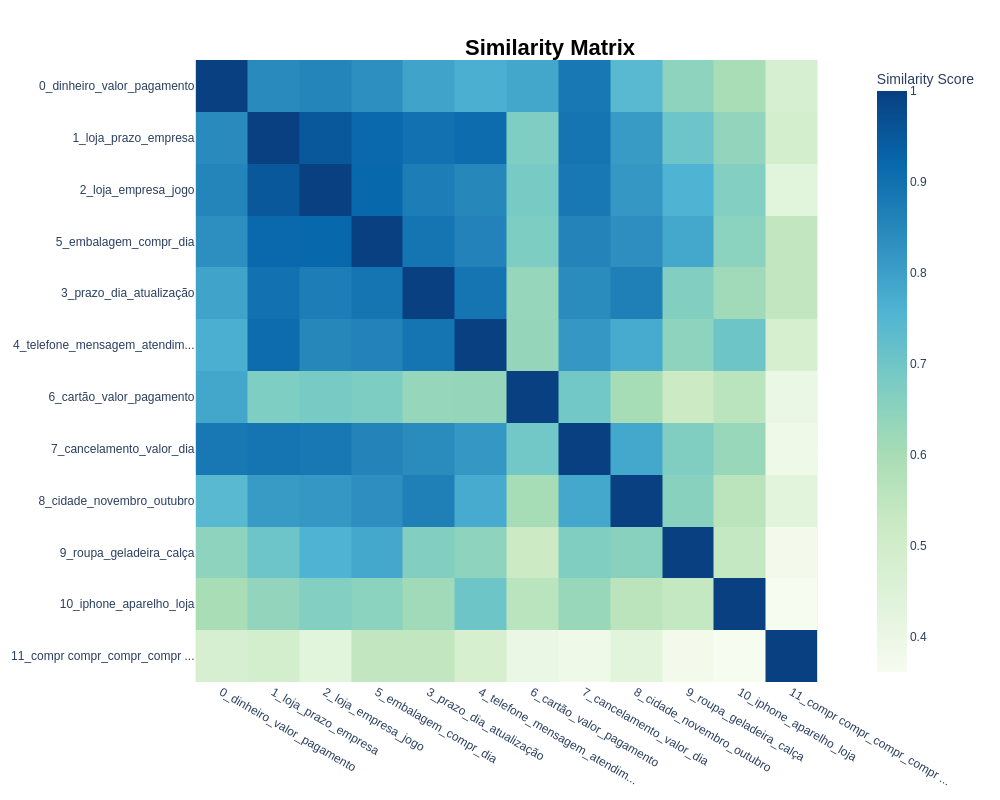 Similarity Matrix
Similarity Score
0_dinheiro_valor_pagamento
1_loja_prazo_empresa
2_loja_empresa_jogo
5_embalagem_compr_dia
3_prazo_dia_atualização
4_telefone_mensagem_atendim...
6_cartão_valor_pagamento
7_cancelamento_valor_dia
8_cidade_novembro_outubro
9_roupa_geladeira_calça
10_iphone_aparelho_loja
11_compr compr_compr_compr ...
1
0.9
0.8
0.7
0.6
0.5
0.4
0_dinheiro_valor_pagamento
1_loja_prazo_empresa
2_loja_empresa_jogo
5_embalagem_compr_dia
3_prazo_dia_atualização
4_telefone_mensagem_atendim...
6_cartão_valor_pagamento
7_cancelamento_valor_dia
8_cidade_novembro_outubro
9_roupa_geladeira_calça
10_iphone_aparelho_loja
11_compr compr_compr_compr ...